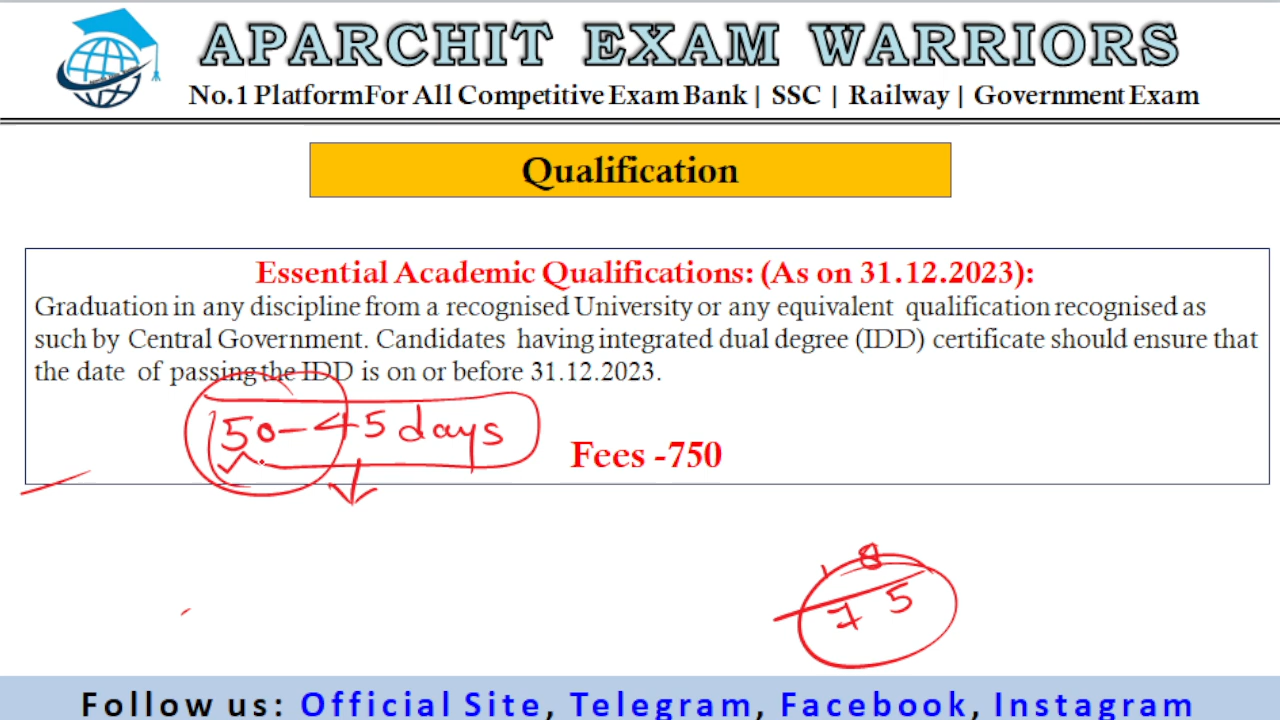 APARCHIT EXAM WARRIORS
No.1 PlatformFor All Competitive Exam Bank | SSC | Railway | Government Exam
Qualification
Essential Academic Qualifications: (As on 31.12.2023):
Graduation in any discipline from a recognised University or any equivalent qualification recognised as
such by Central Government. Candidates having integrated dual degree (IDD) certificate should ensure that
the date of passing the IDD is on or before 31.12.2023.
50-45 days
Fees -750
18
75
Follow us: Official Site, Telegram, Facebook, Instagram